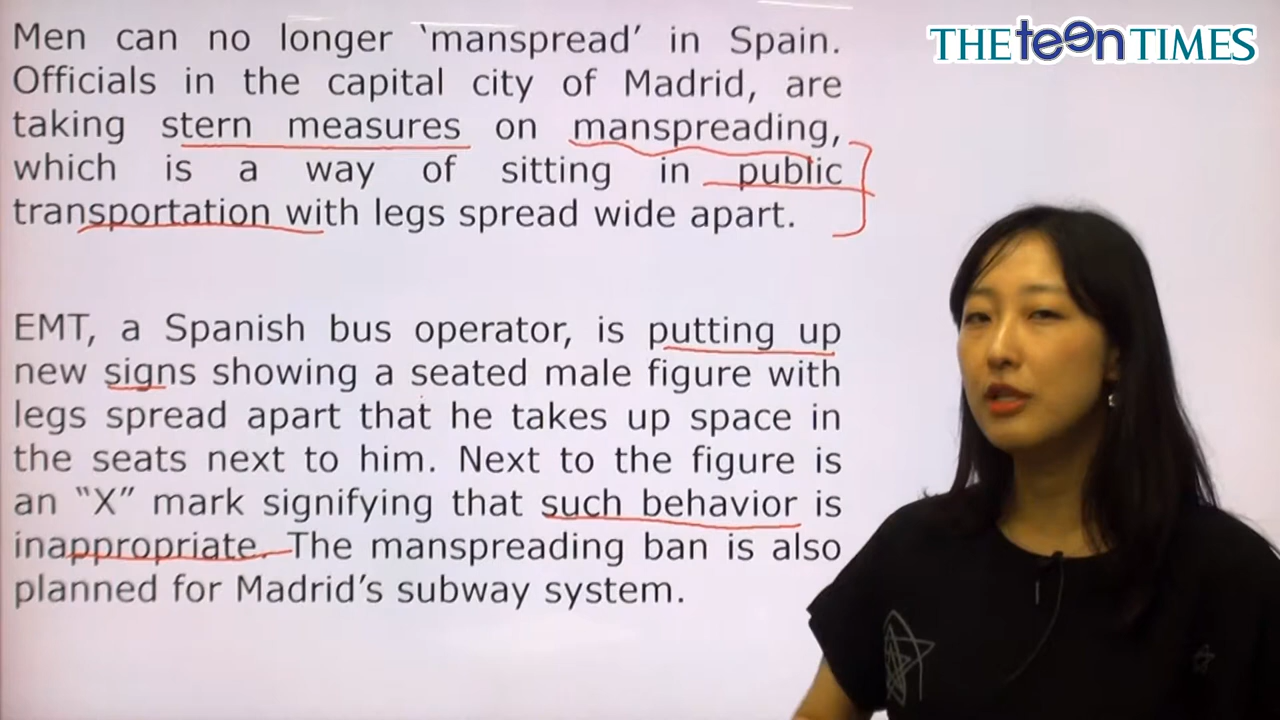 THE teen TIMES
Men can no longer ‘manspread’ in Spain.
Officials in the capital city of Madrid, are
taking stern measures on manspreading,
which is a way of sitting in public
transportation with legs spread wide apart.
EMT, a Spanish bus operator, is putting up
new signs showing a seated male figure with
legs spread apart that he takes up space in
the seats next to him. Next to the figure is
an “X” mark signifying that such behavior is
inappropriate. The manspreading ban is also
planned for Madrid’s subway system.